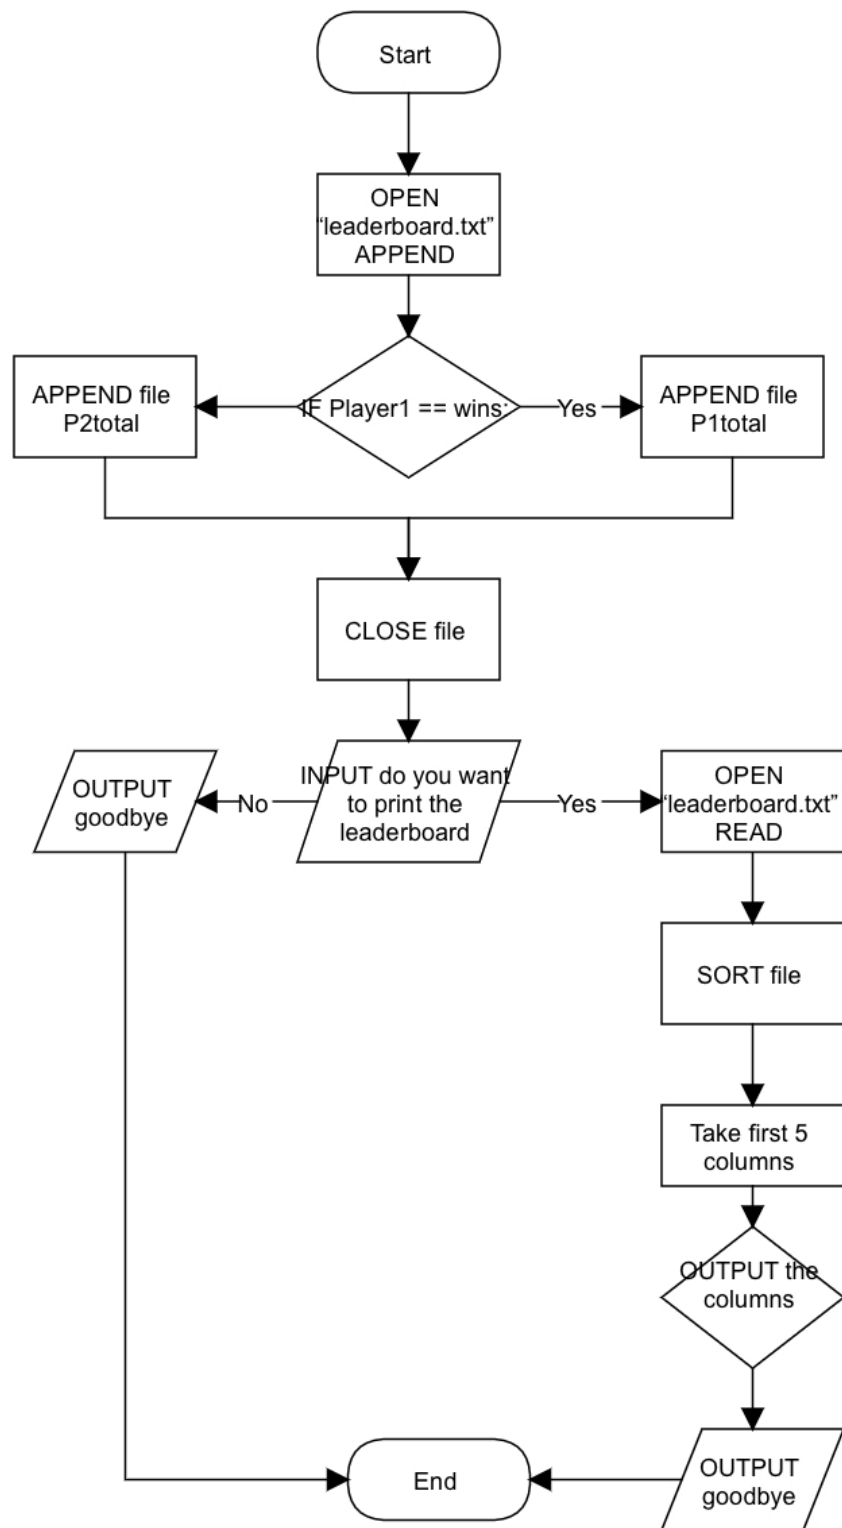 Start
OPEN
“leaderboard.txt”
APPEND
APPEND file
P2total
IF Player1 == wins:
Yes
APPEND file
P1total
CLOSE file
OUTPUT
goodbye
No
INPUT do you want
to print the
leaderboard
Yes
OPEN
“leaderboard.txt”
READ
SORT file
Take first 5
columns
OUTPUT the
columns
End
OUTPUT
goodbye